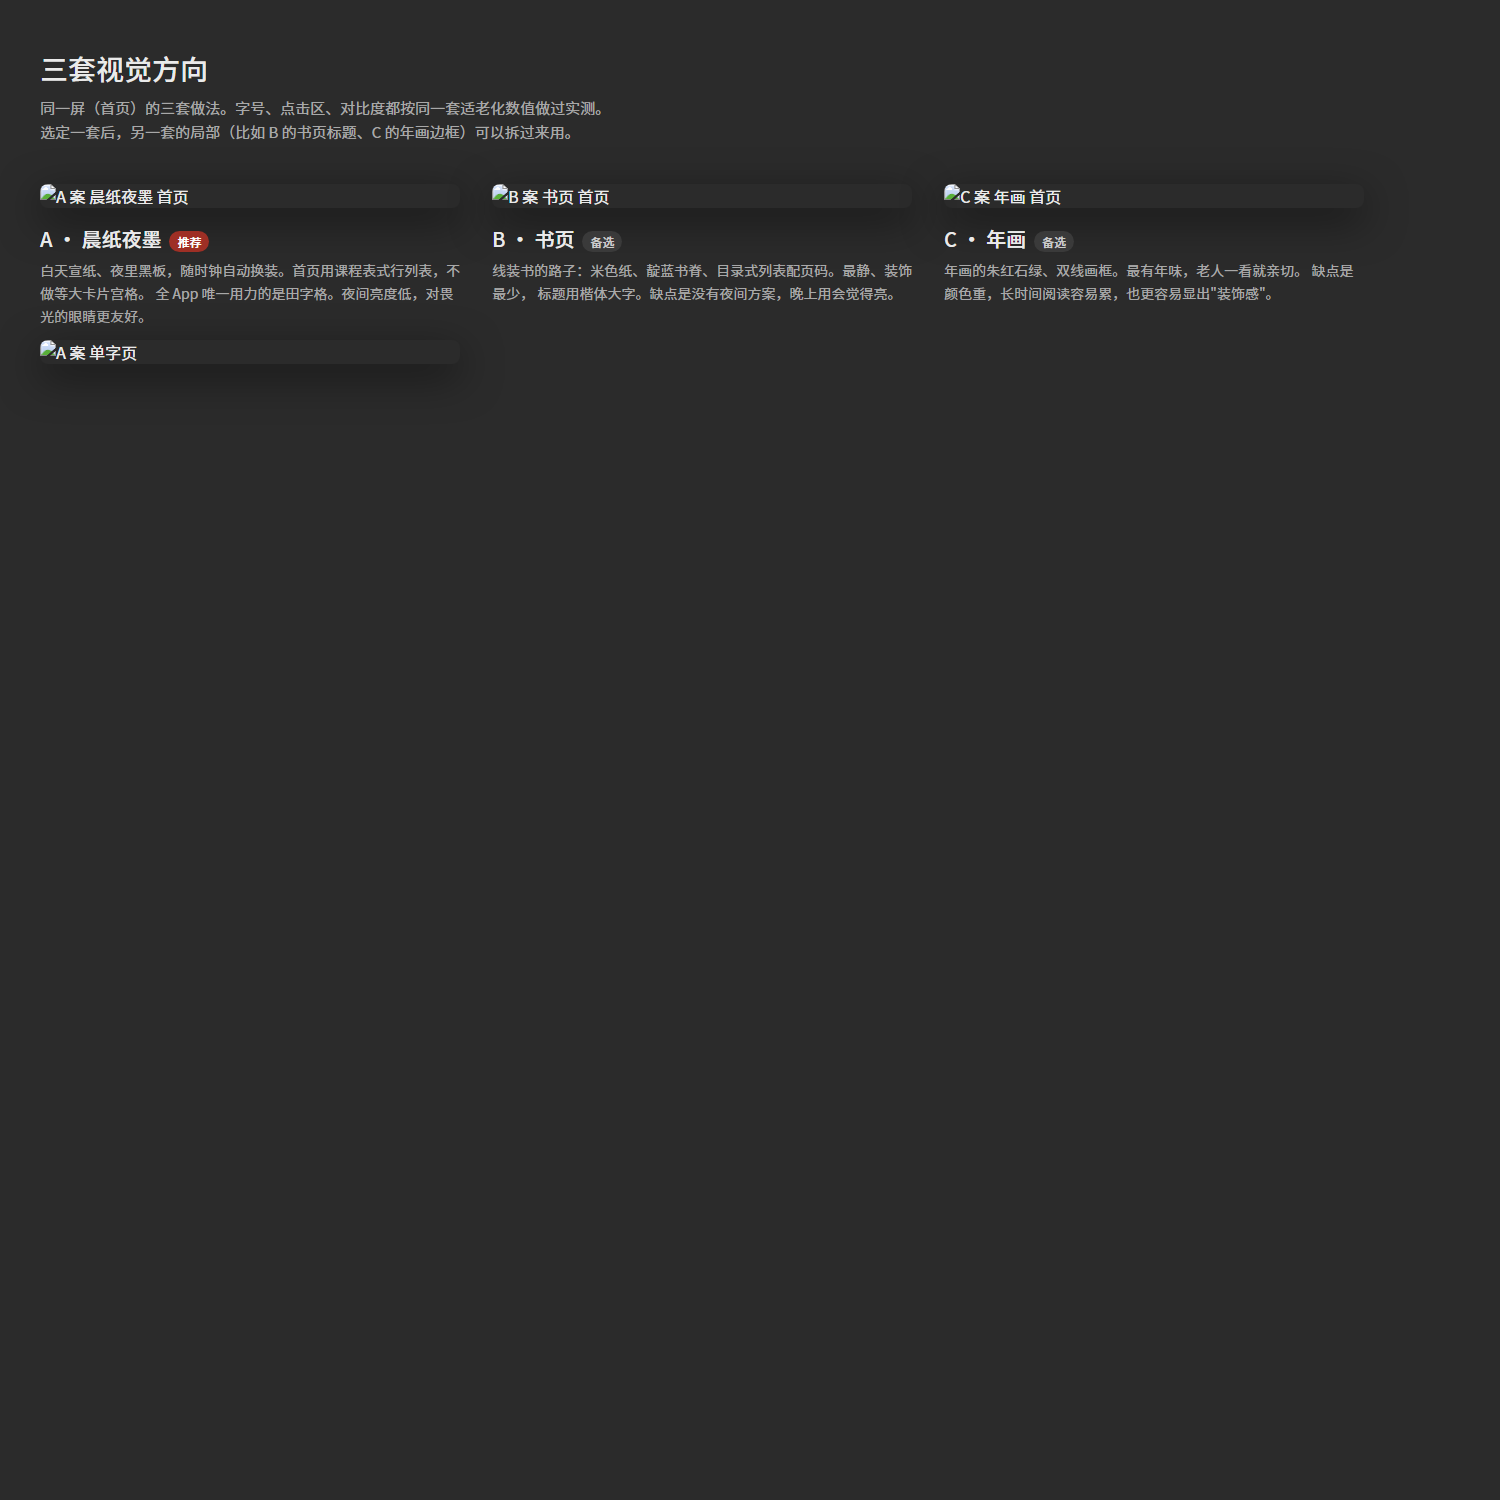 三套视觉方向
同一屏（首页）的三套做法。字号、点击区、对比度都按同一套适老化数值做过实测。
选定一套后，另一套的局部（比如 B 的书页标题、C 的年画边框）可以拆过来用。
A 案 晨纸夜墨 首页
A · 晨纸夜墨 推荐
白天宣纸、夜里黑板，随时钟自动换装。首页用课程表式行列表，不
做等大卡片宫格。 全 App 唯一用力的是田字格。夜间亮度低，对畏
光的眼睛更友好。
A 案 单字页
B 案 书页 首页
B · 书页 备选
线装书的路子：米色纸、靛蓝书脊、目录式列表配页码。最静、装饰
最少， 标题用楷体大字。缺点是没有夜间方案，晚上用会觉得亮。
C 案 年画 首页
C · 年画 备选
年画的朱红石绿、双线画框。最有年味，老人一看就亲切。 缺点是
颜色重，长时间阅读容易累，也更容易显出"装饰感"。